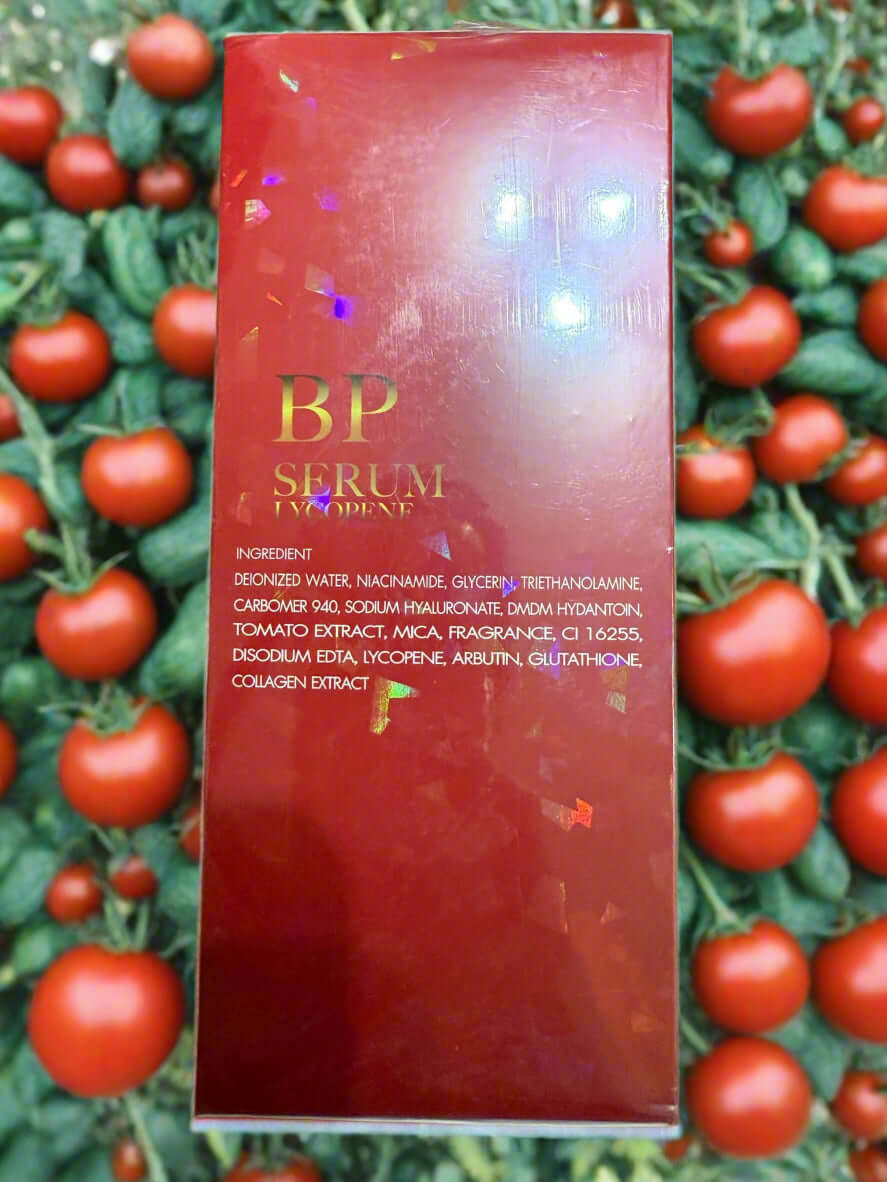 BP
SERUM
LYCOPENE
INGREDIENT
DEIONIZED WATER, NIACINAMIDE, GLYCERIN, TRIETHANOLAMINE,
CARBOMER 940, SODIUM HYALURONATE, DMDM HYDANTOIN,
TOMATO EXTRACT, MICA, FRAGRANCE, CI 16255,
DISODIUM EDTA, LYCOPENE, ARBUTIN, GLUTATHIONE,
COLLAGEN EXTRACT